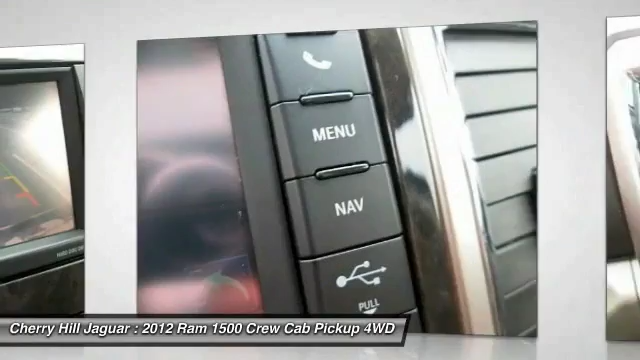 MENU
NAV
PULL
Cherry Hill Jaguar : 2012 Ram 1500 Crew Cab Pickup 4WD